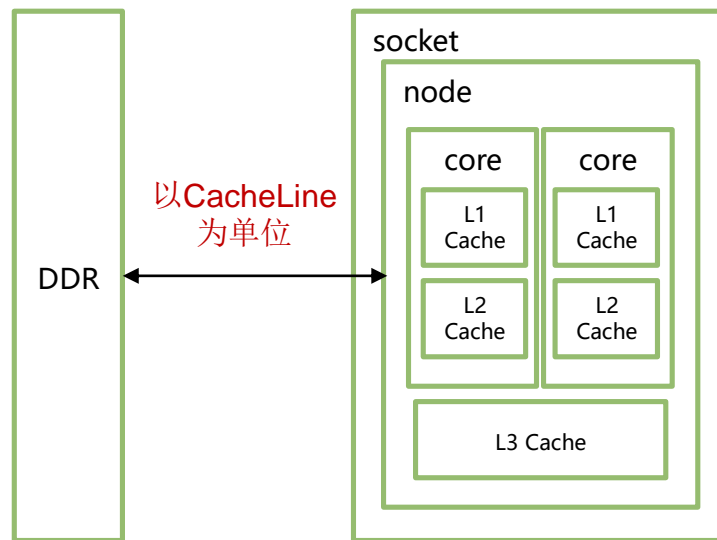 DDR
以CacheLine
为单位
socket
node
core
L1
Cache
L2
Cache
core
L1
Cache
L2
Cache
L3 Cache